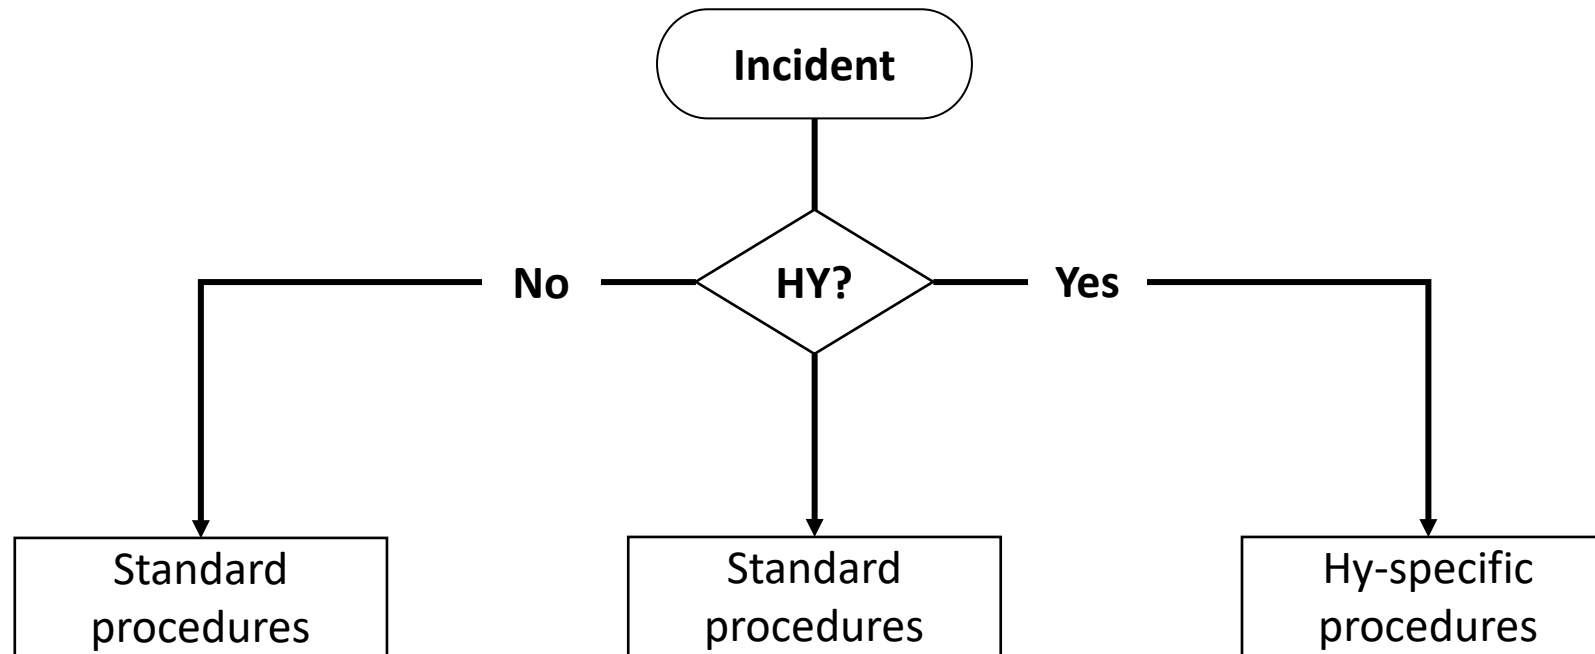 Incident
No
HY?
Yes
Standard
procedures
Standard
procedures
Hy-specific
procedures